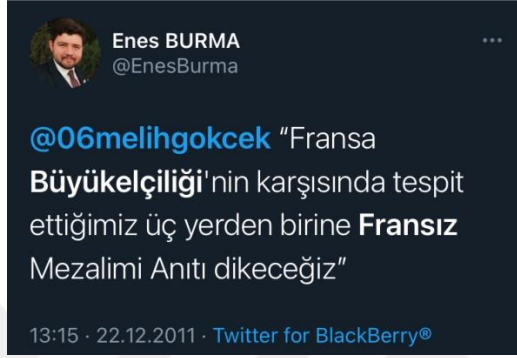 Enes BURMA
@EnesBurma
@06melihgokcek “Fransa
Büyükelçiliği'nin karşısında tespit
ettiğimiz üç yerden birine Fransız
Mezalimi Anıtı dikeceğiz”
13:15 · 22.12.2011 · Twitter for BlackBerry®